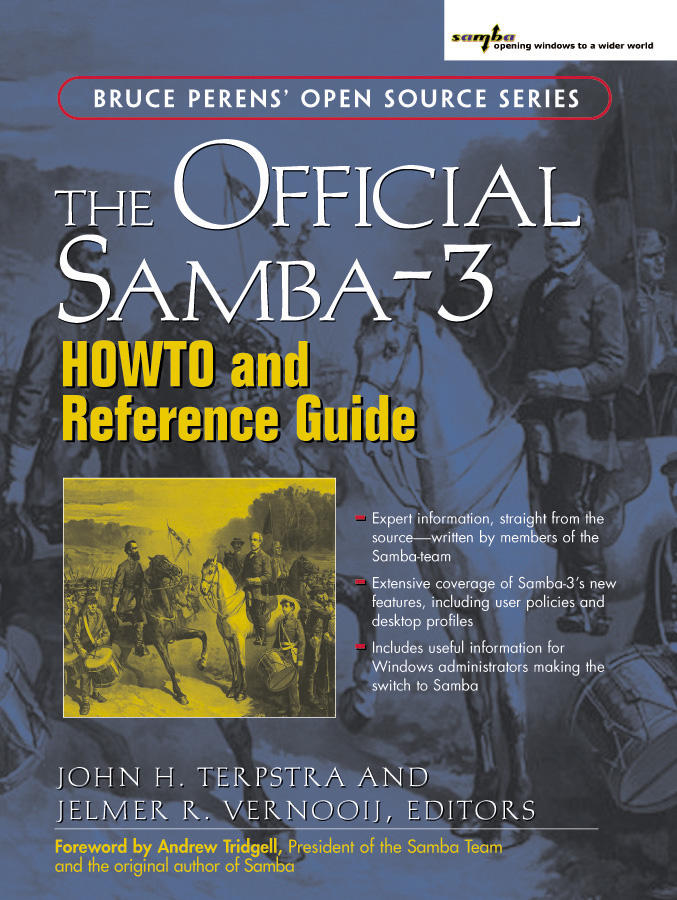 samba
opening windows to a wider world
BRUCE PERENS' OPEN SOURCE SERIES
THE OFFICIAL
SAMBA-3
HOWTO and
Reference Guide
Expert information, straight from the
source—written by members of the
Samba-team
Extensive coverage of Samba-3's new
features, including user policies and
desktop profiles
Includes useful information for
Windows administrators making the
switch to Samba
JOHN H. TERPSTRA AND
JELMER R. VERNOOIJ, EDITORS
Foreword by Andrew Tridgell, President of the Samba Team
and the original author of Samba